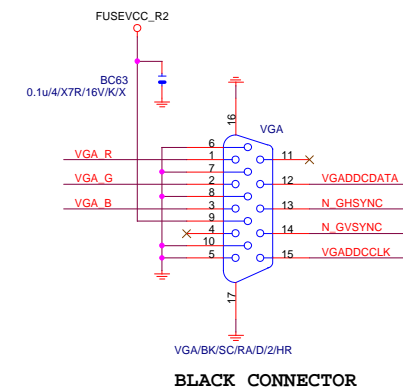 FUSEVCC_R2
BC63
0.1u/4/X7R/16V/K/X
16
VGA
6
VGA_R 1 11
7
VGA_G 2 12 VGADDCDATA
8
VGA_B 3 13 N_GHSYNC
9
4 14 N_GVSYNC
10
5 15 VGADDCCLK
17
VGA/BK/SC/RA/D/2/HR
BLACK CONNECTOR